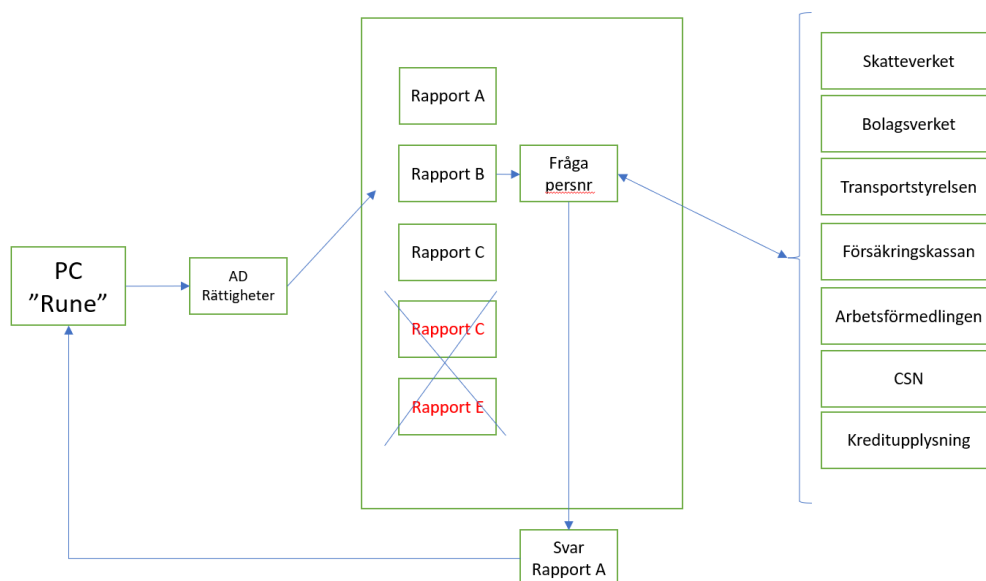 PC
”Rune”
AD
Rättigheter
Rapport A
Rapport B
Rapport C
Rapport C
Rapport E
Fråga
persnr
Svar
Rapport A
Skatteverket
Bolagsverket
Transportstyrelsen
Försäkringskassan
Arbetsförmedlingen
CSN
Kreditupplysning